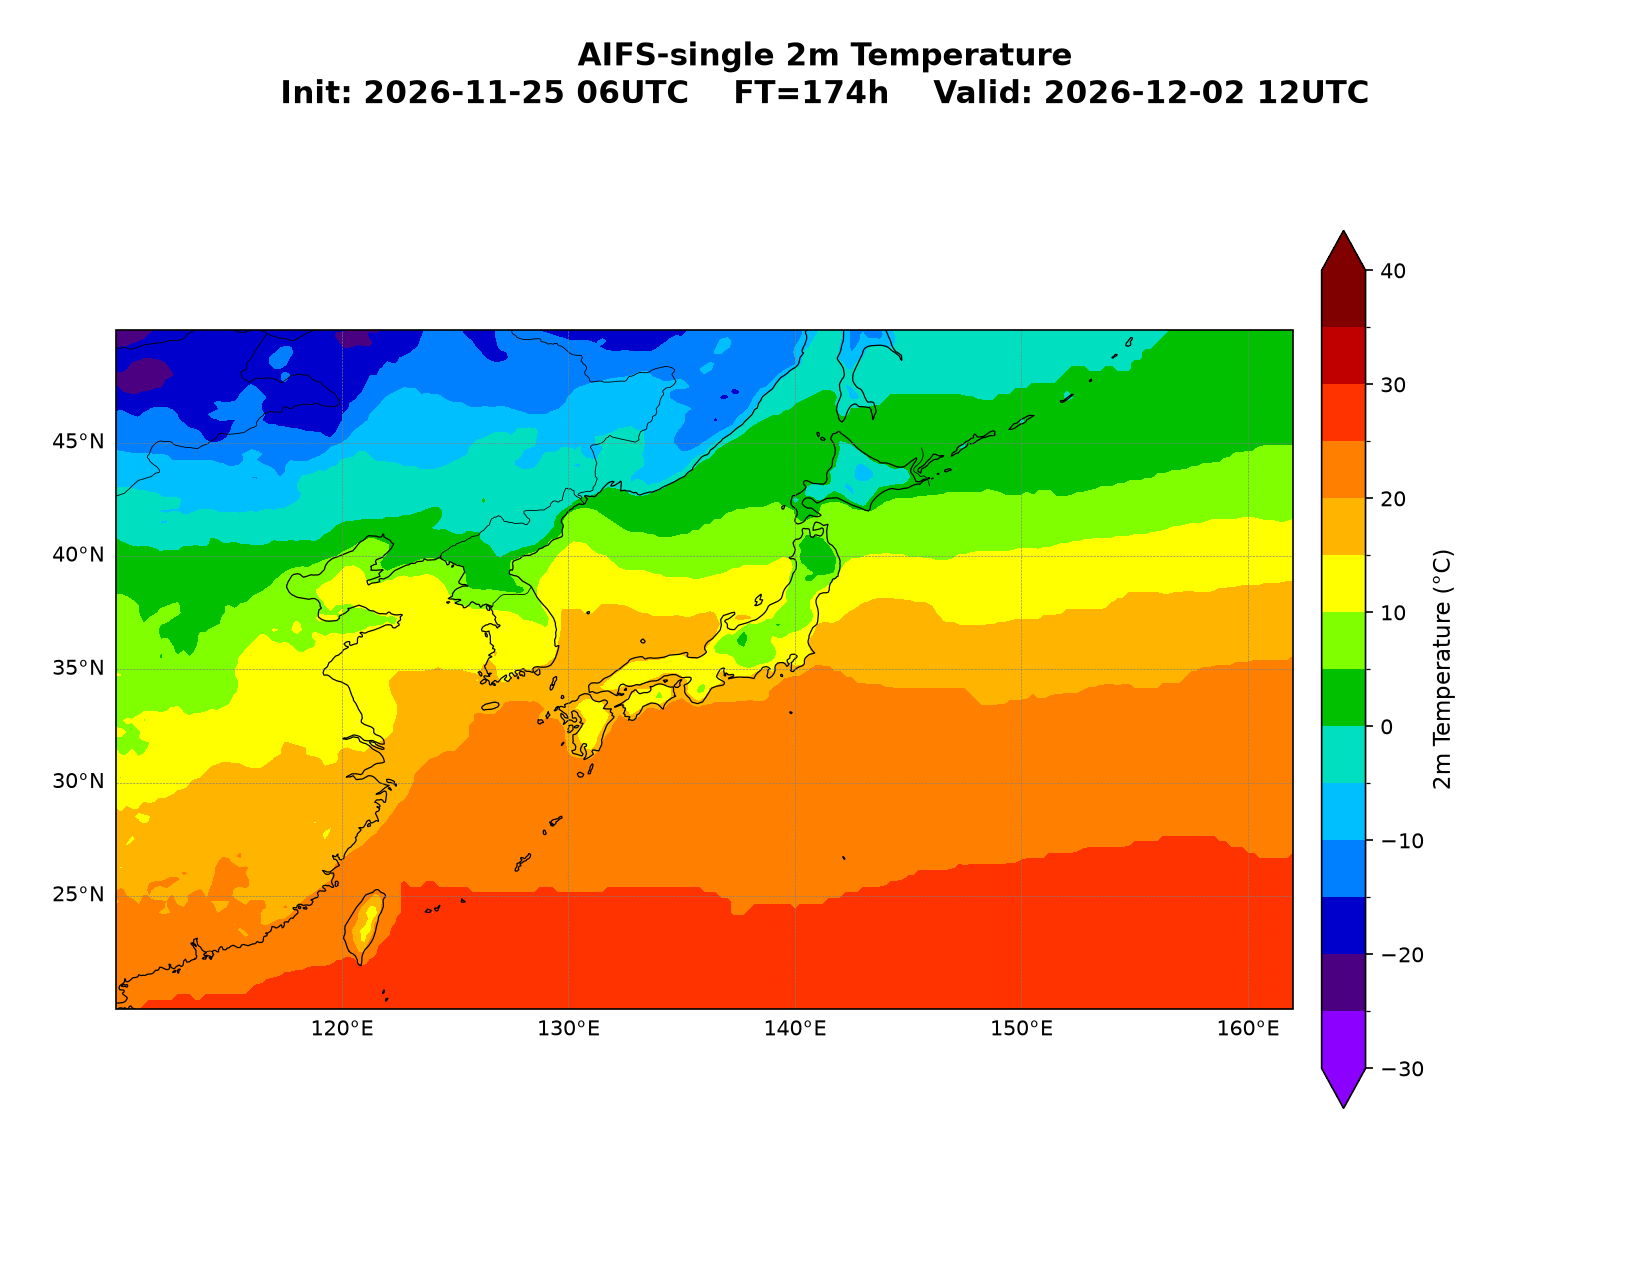 AIFS-single 2m Temperature
Init: 2026-11-25 06UTC    FT=174h    Valid: 2026-12-02 12UTC
45°N
40°N
35°N
30°N
25°N
120°E
130°E
140°E
150°E
160°E
40
30
20
10
0
−10
−20
−30
2m Temperature (°C)